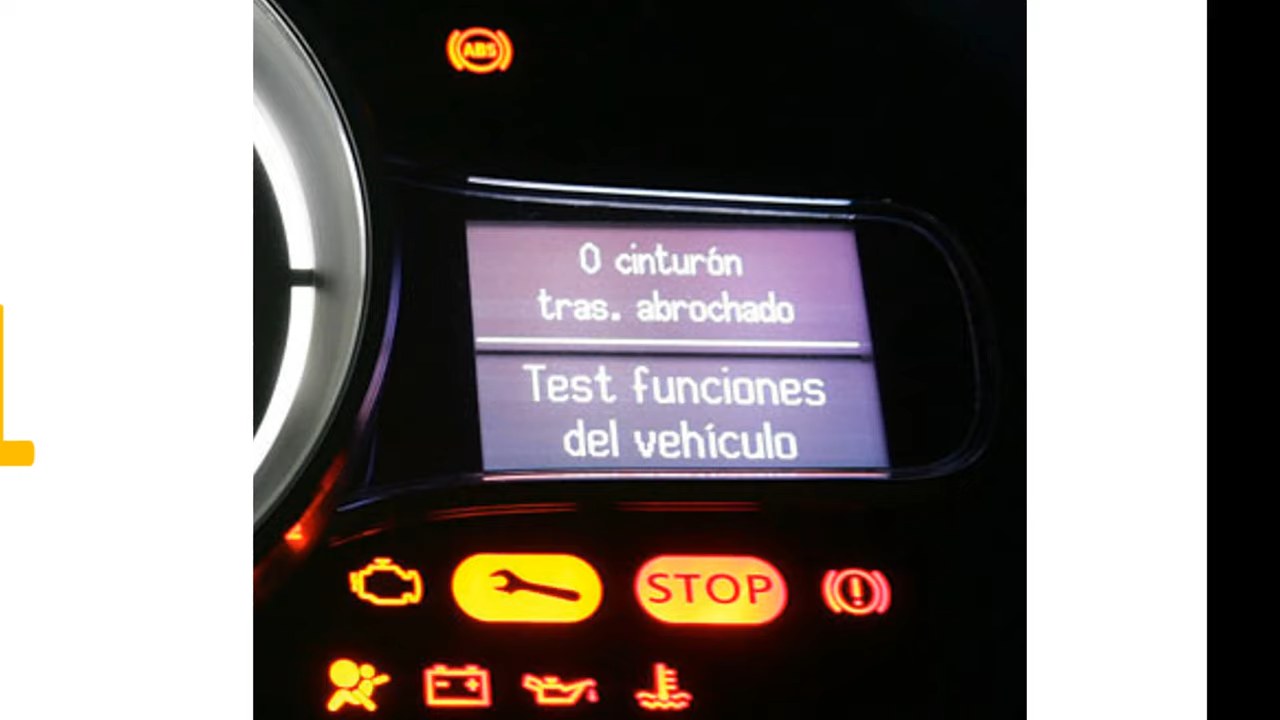 ABS
0 cinturón
tras. abrochado
Test funciones
del vehículo
STOP